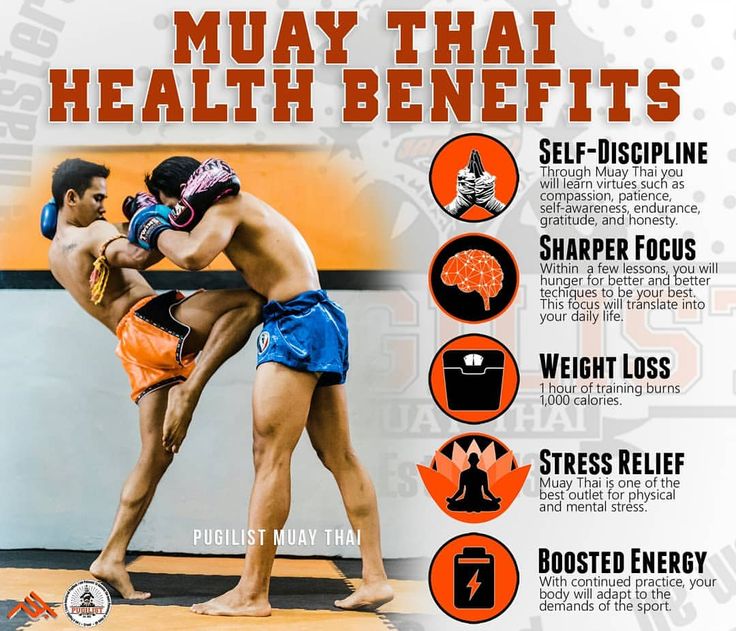 MUAY THAI
HEALTH BENEFITS
SELF-DISCIPLINE
Through Muay Thai you
will learn virtues such as
compassion, patience,
self-awareness, endurance,
gratitude, and honesty.
SHARPER FOCUS
Within a few lessons, you will
hunger for better and better
techiques to be your best.
This focus will translate into
your daily life.
WEIGHT LOSS
1 hour of training burns
1,000 calories.
STRESS RELIEF
Muay Thai is one of the
best outlet for physical
and mental stress.
BOOSTED ENERGY
With continued practice, your
body will adapt to the
demands of the sport.
PUGILIST MUAY THAI
PUGILIST